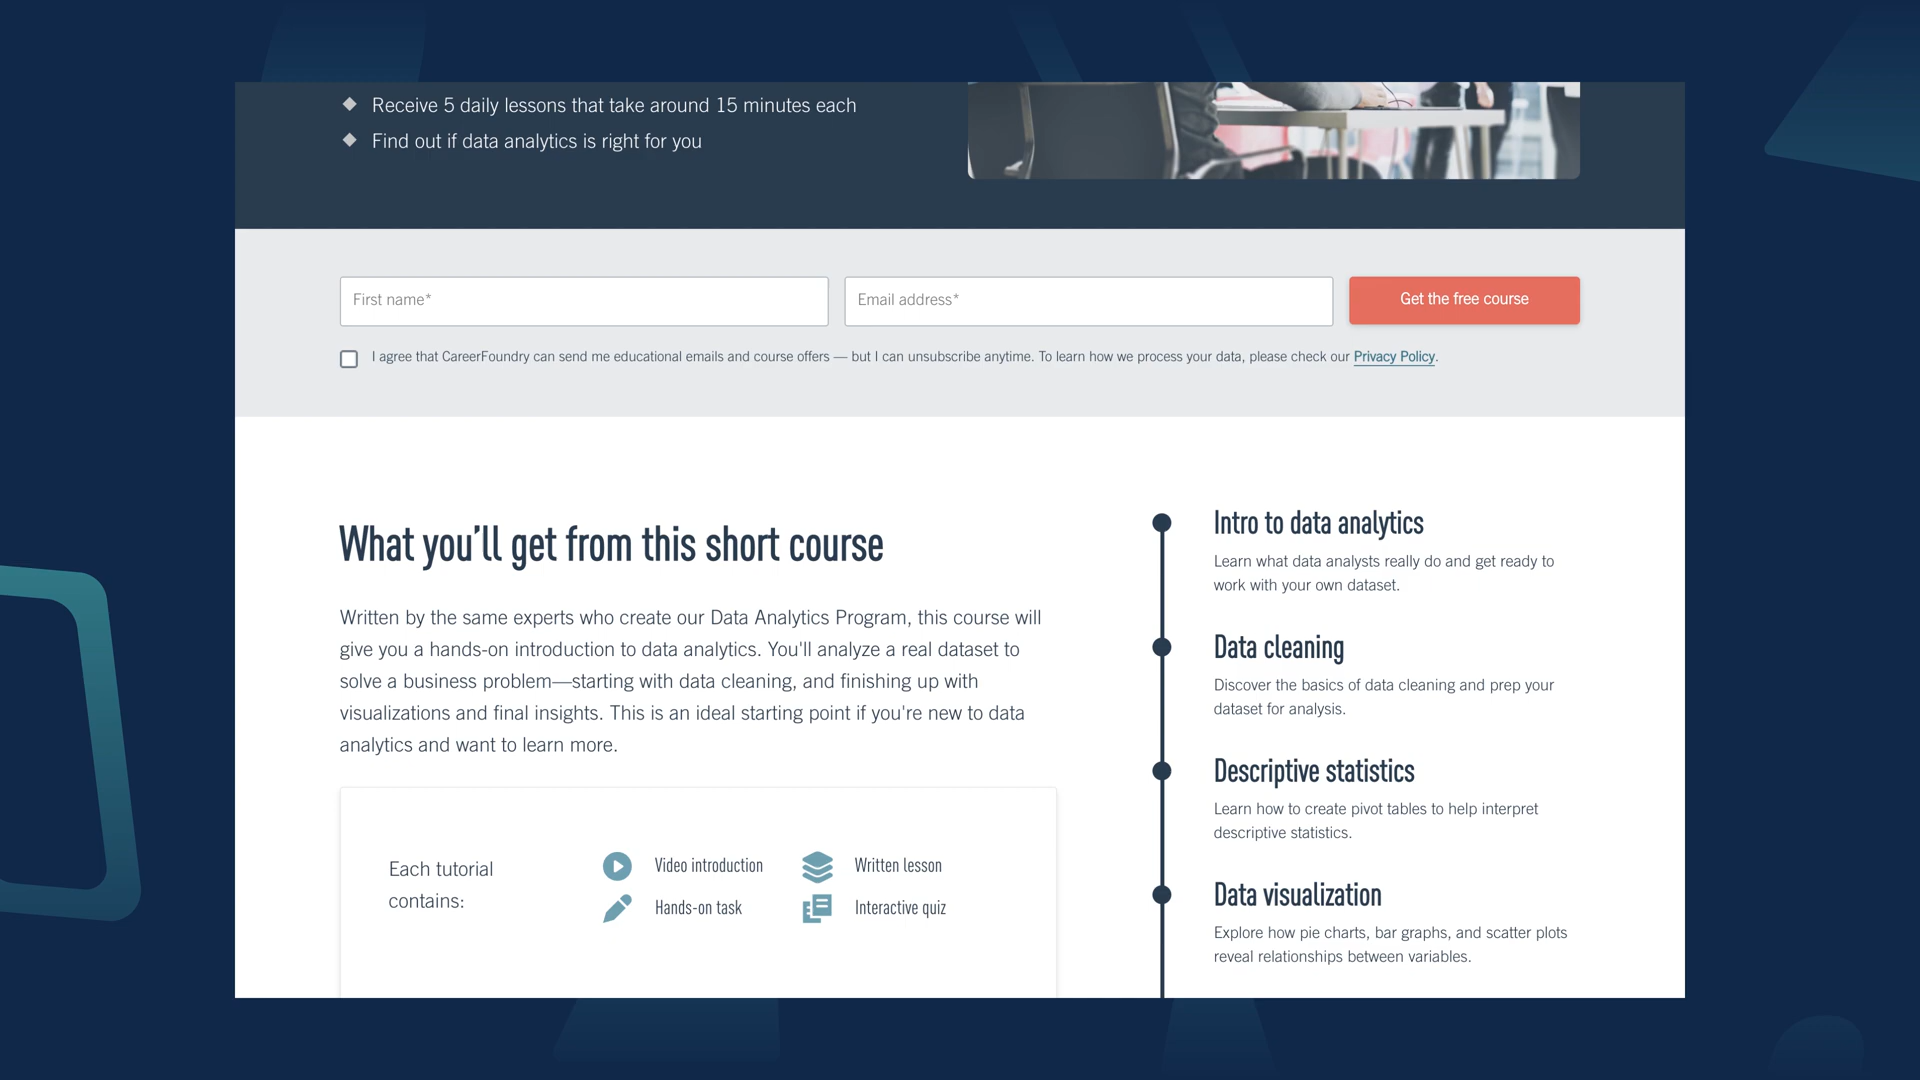 Receive 5 daily lessons that take around 15 minutes each
Find out if data analytics is right for you
First name*
Email address*
Get the free course
I agree that CareerFoundry can send me educational emails and course offers — but I can unsubscribe anytime. To learn how we process your data, please check our Privacy Policy.
What you’ll get from this short course
Written by the same experts who create our Data Analytics Program, this course will
give you a hands-on introduction to data analytics. You'll analyze a real dataset to
solve a business problem—starting with data cleaning, and finishing up with
visualizations and final insights. This is an ideal starting point if you're new to data
analytics and want to learn more.
Each tutorial
contains:
Video introduction
Written lesson
Hands-on task
Interactive quiz
Intro to data analytics
Learn what data analysts really do and get ready to
work with your own dataset.
Data cleaning
Discover the basics of data cleaning and prep your
dataset for analysis.
Descriptive statistics
Learn how to create pivot tables to help interpret
descriptive statistics.
Data visualization
Explore how pie charts, bar graphs, and scatter plots
reveal relationships between variables.